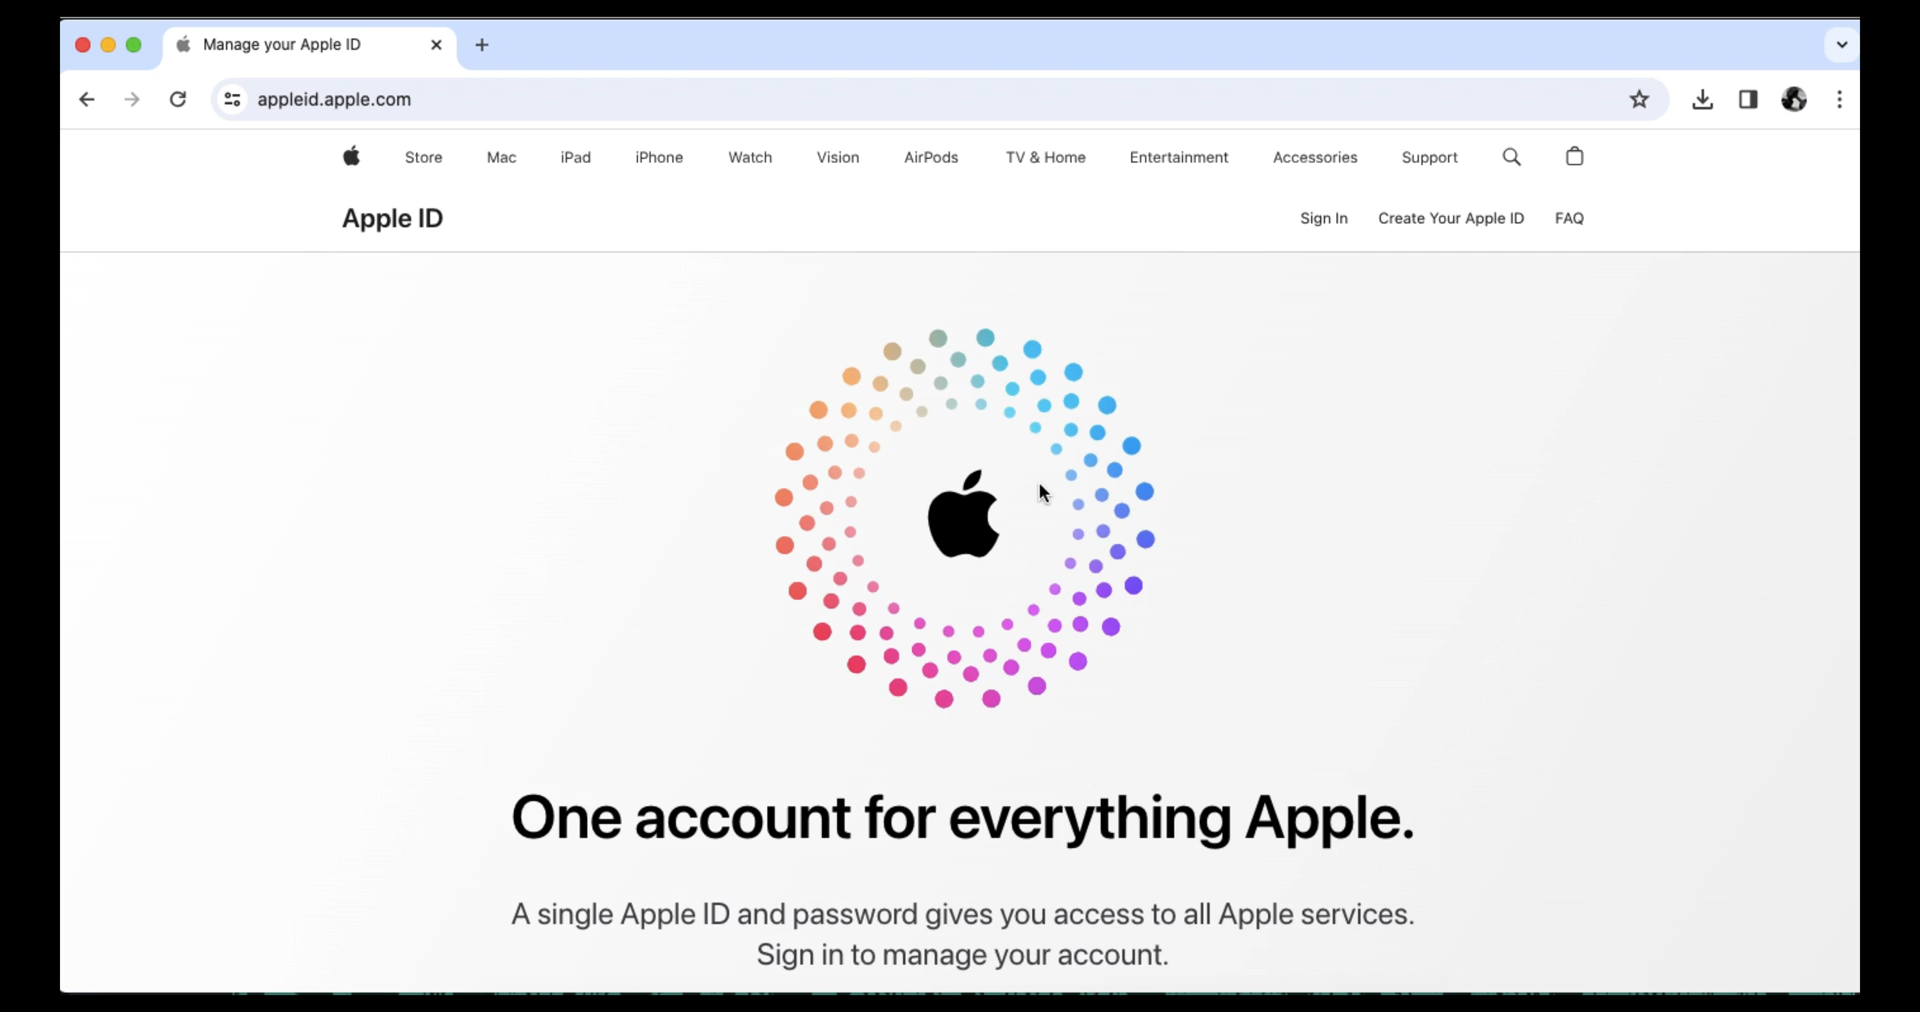 Manage your Apple ID
appleid.apple.com
Store Mac iPad iPhone Watch Vision AirPods TV & Home Entertainment Accessories Support
Apple ID Sign In Create Your Apple ID FAQ
One account for everything Apple.
A single Apple ID and password gives you access to all Apple services.
Sign in to manage your account.